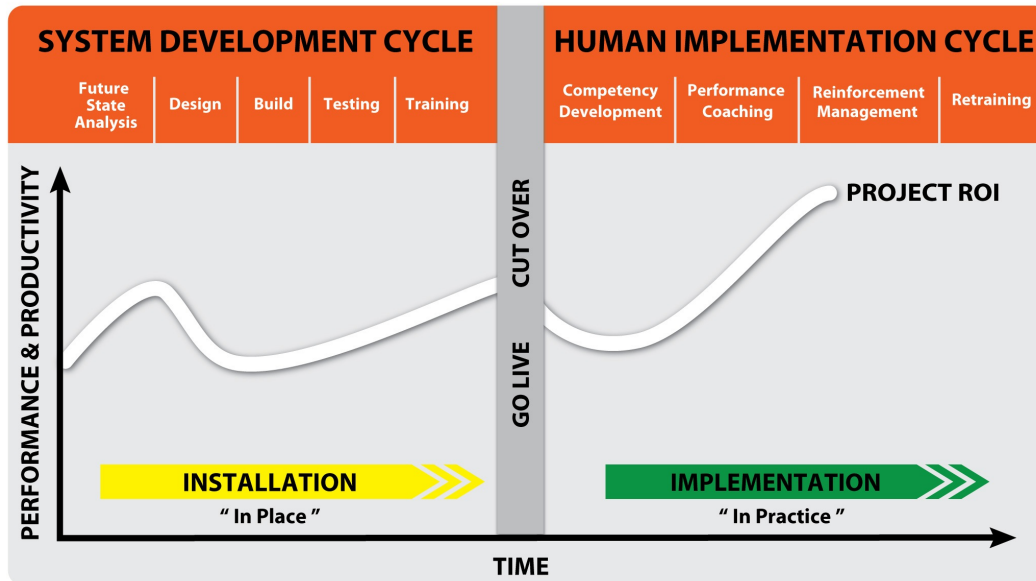 SYSTEM DEVELOPMENT CYCLE
Future
State
Analysis
Design
Build
Testing
Training
HUMAN IMPLEMENTATION CYCLE
Competency
Development
Performance
Coaching
Reinforcement
Management
Retraining
PERFORMANCE & PRODUCTIVITY
GO LIVE CUT OVER
PROJECT ROI
INSTALLATION
“ In Place ”
IMPLEMENTATION
“ In Practice ”
TIME